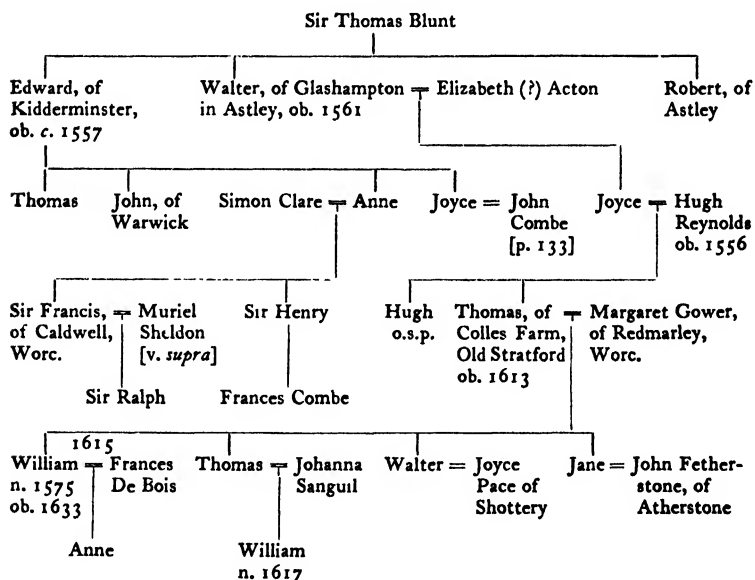 Sir Thomas Blunt
Edward, of
Kidderminster,
ob. c. 1557
Walter, of Glashampton
in Astley, ob. 1561
Elizabeth (?) Acton
Robert, of
Astley
Thomas
John, of
Warwick
Simon Clare
Anne
Joyce = John
Combe
[p. 133]
Joyce
Hugh
Reynolds
ob. 1556
Sir Francis,
of Caldwell,
Worc.
Muriel
Sheldon
[v. supra]
Sir Henry
Hugh
o.s.p.
Thomas, of
Colles Farm,
Old Stratford
ob. 1613
Margaret Gower,
of Redmarley,
Worc.
Sir Ralph
Frances Combe
1615
William
n. 1575
ob. 1633
Frances
De Bois
Thomas
Johanna
Sanguil
Walter = Joyce
Pace of
Shottery
Jane = John Fether-
stone, of
Atherstone
Anne
William
n. 1617